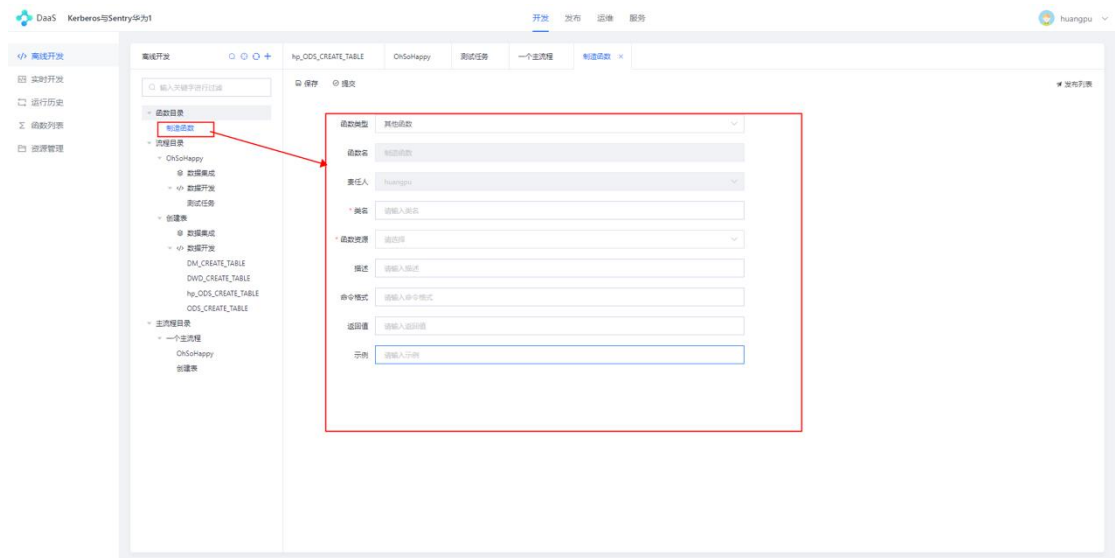 DaaS Kerberos与Sentry华为1
开发 发布 运维 服务
huangpu
离线开发
实时开发
运行历史
函数列表
资源管理
离线开发
输入关键字进行过滤
函数目录
制造函数
流程目录
OhSoHappy
数据集成
数据开发
测试任务
创建表
数据集成
数据开发
DM_CREATE_TABLE
DWD_CREATE_TABLE
hp_ODS_CREATE_TABLE
ODS_CREATE_TABLE
主流程目录
一个主流程
OhSoHappy
创建表
hp_ODS_CREATE_TABLE OhSoHappy 测试任务 一个主流程 制造函数 ×
保存 提交 发布列表
函数类型 其他函数
函数名 制造函数
责任人 huangpu
* 类名 请输入类名
* 函数资源 请选择
描述 请输入描述
命令格式 请输入命令格式
返回值 请输入返回值
示例 请输入示例